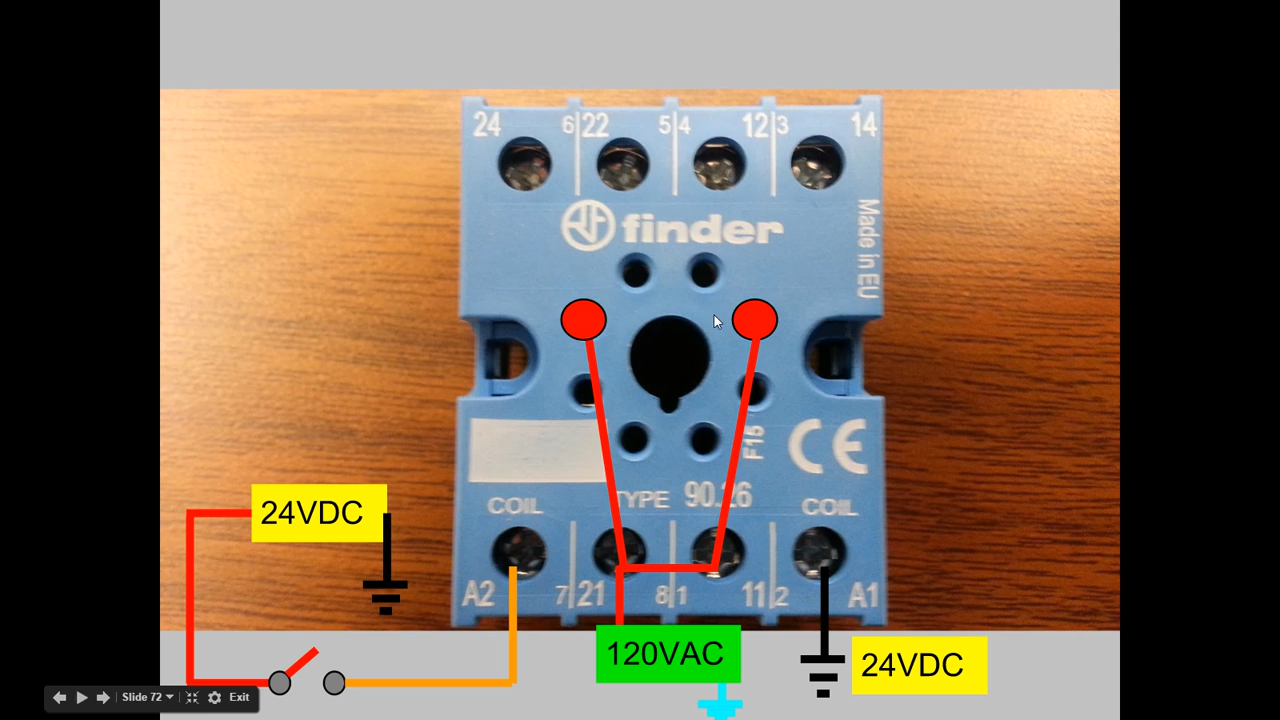 24 6 22 5 4 12 3 14
finder
Made in EU
F15
CE
TYPE 90.26
COIL COIL
24VDC
A2 7 21 8 1 11 2 A1
120VAC
24VDC
Slide 72 Exit